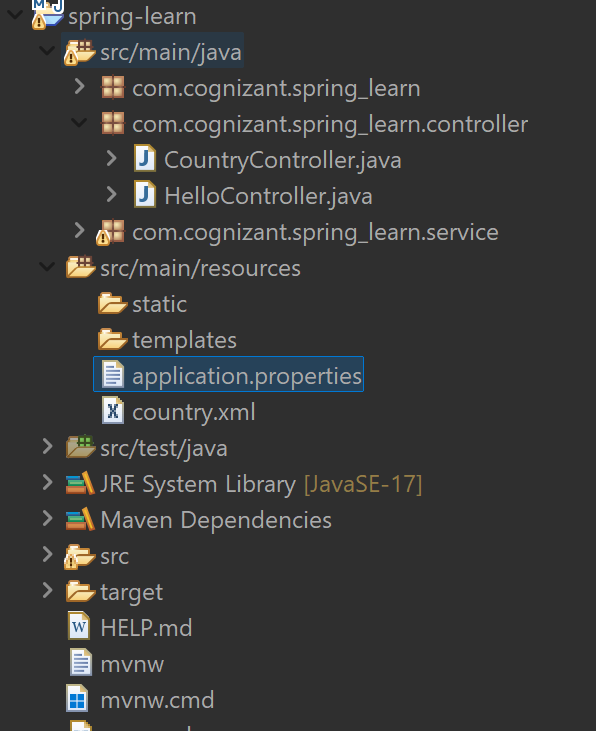 spring-learn
src/main/java
com.cognizant.spring_learn
com.cognizant.spring_learn.controller
CountryController.java
HelloController.java
com.cognizant.spring_learn.service
src/main/resources
static
templates
application.properties
country.xml
src/test/java
JRE System Library [JavaSE-17]
Maven Dependencies
src
target
HELP.md
mvnw
mvnw.cmd